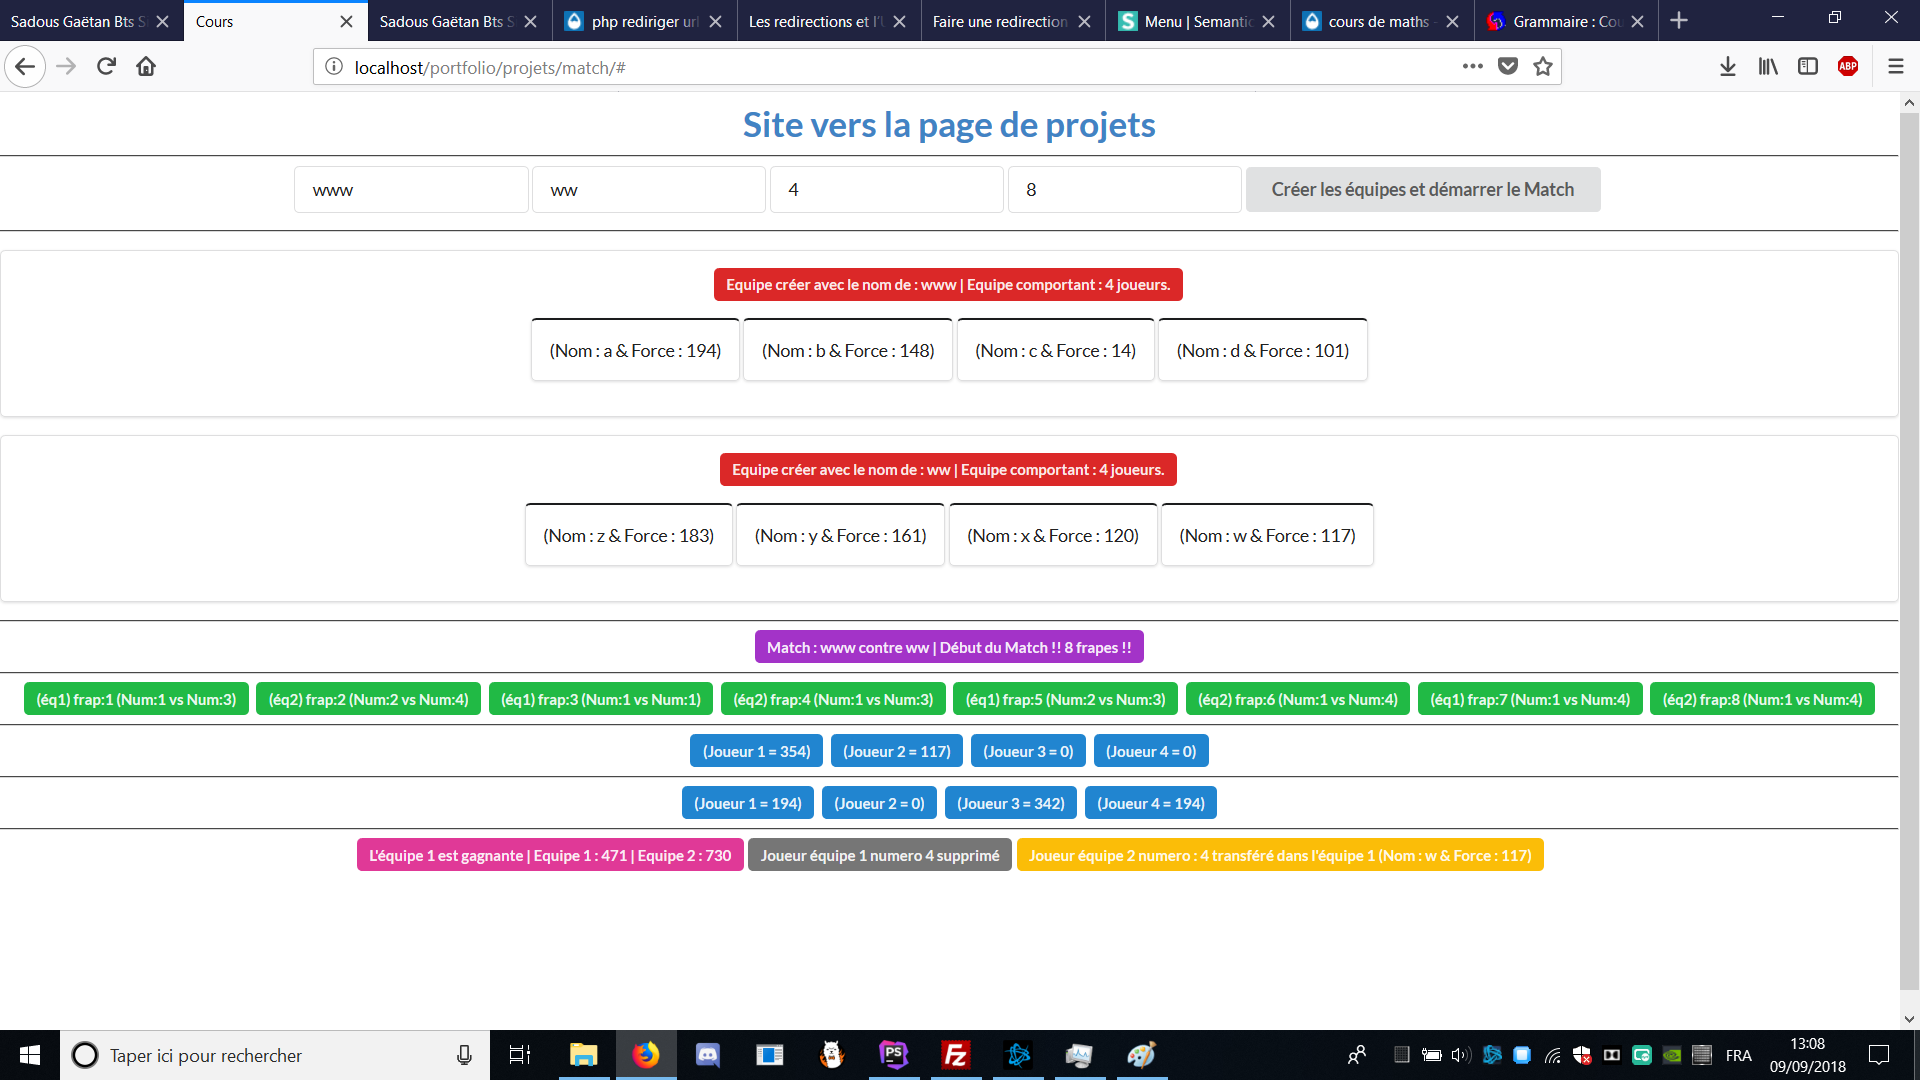 Sadous Gaëtan Bts S
Cours
Sadous Gaëtan Bts S
php rediriger url
Les redirections et l'U
Faire une redirection
Menu | Semantic
cours de maths -
Grammaire : Cou
localhost/portfolio/projets/match/#
ABP
Site vers la page de projets
www
ww
4
8
Créer les équipes et démarrer le Match
Equipe créer avec le nom de : www | Equipe comportant : 4 joueurs.
(Nom : a & Force : 194)
(Nom : b & Force : 148)
(Nom : c & Force : 14)
(Nom : d & Force : 101)
Equipe créer avec le nom de : ww | Equipe comportant : 4 joueurs.
(Nom : z & Force : 183)
(Nom : y & Force : 161)
(Nom : x & Force : 120)
(Nom : w & Force : 117)
Match : www contre ww | Début du Match !! 8 frapes !!
(éq1) frap:1 (Num:1 vs Num:3)
(éq2) frap:2 (Num:2 vs Num:4)
(éq1) frap:3 (Num:1 vs Num:1)
(éq2) frap:4 (Num:1 vs Num:3)
(éq1) frap:5 (Num:2 vs Num:3)
(éq2) frap:6 (Num:1 vs Num:4)
(éq1) frap:7 (Num:1 vs Num:4)
(éq2) frap:8 (Num:1 vs Num:4)
(Joueur 1 = 354)
(Joueur 2 = 117)
(Joueur 3 = 0)
(Joueur 4 = 0)
(Joueur 1 = 194)
(Joueur 2 = 0)
(Joueur 3 = 342)
(Joueur 4 = 194)
L'équipe 1 est gagnante | Equipe 1 : 471 | Equipe 2 : 730
Joueur équipe 1 numero 4 supprimé
Joueur équipe 2 numero : 4 transféré dans l'équipe 1 (Nom : w & Force : 117)
Taper ici pour rechercher
PS
FZ
FRA
13:08
09/09/2018